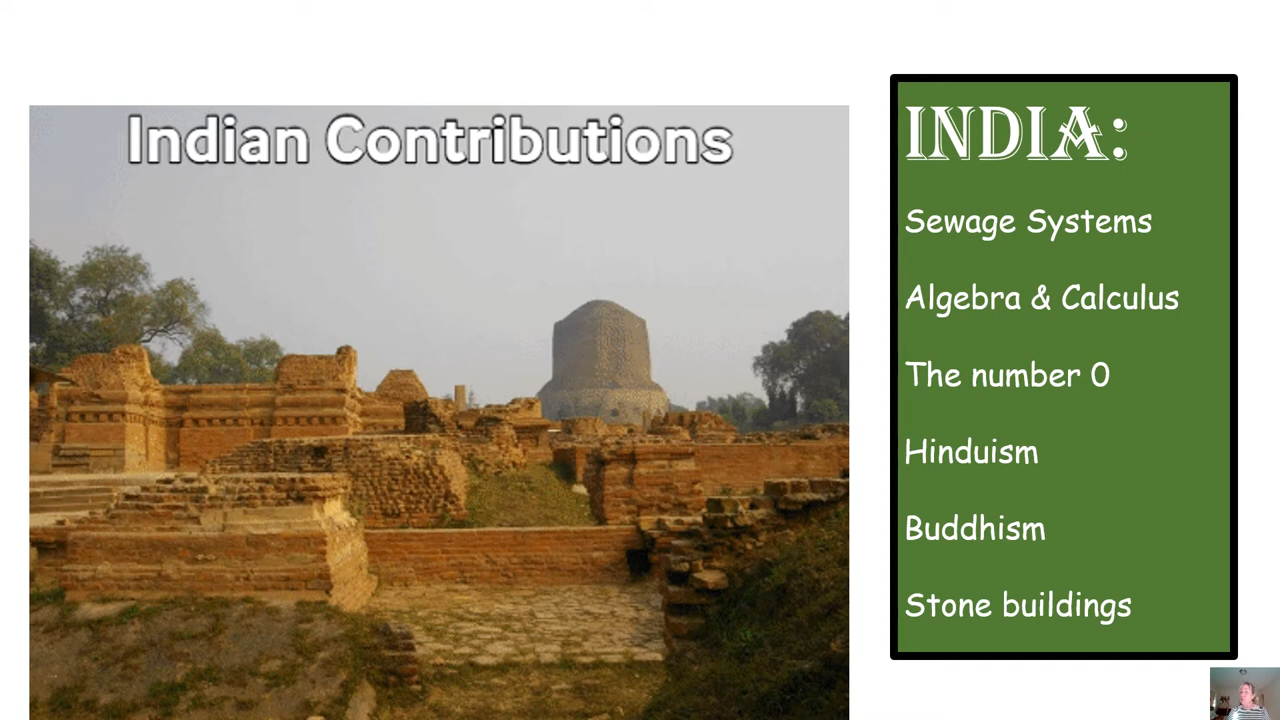 Indian Contributions
INDIA:
Sewage Systems
Algebra & Calculus
The number 0
Hinduism
Buddhism
Stone buildings